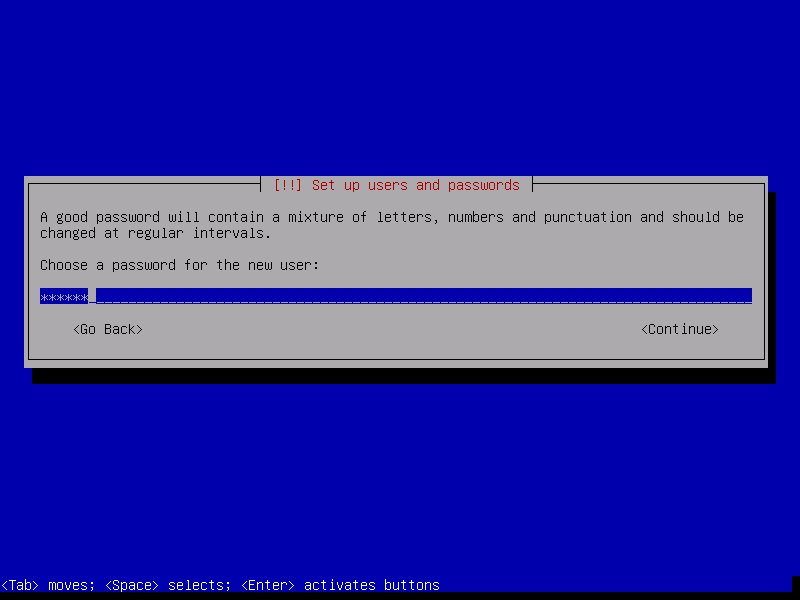 [!!] Set up users and passwords
A good password will contain a mixture of letters, numbers and punctuation and should be
changed at regular intervals.
Choose a password for the new user:
******
<Go Back> <Continue>
<Tab> moves; <Space> selects; <Enter> activates buttons